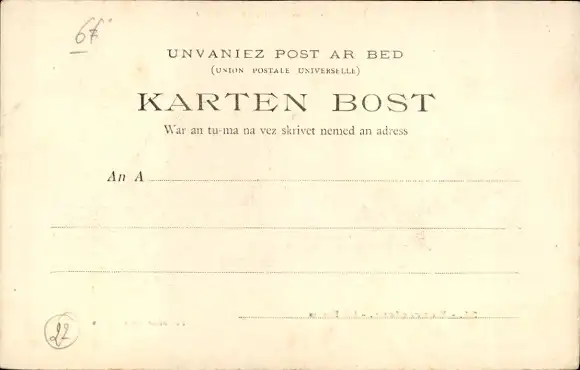 67
UNVANIEZ POST AR BED
(UNION POSTALE UNIVERSELLE)
KARTEN BOST
War an tu-ma na vez skrivet nemed an adress
An A
22